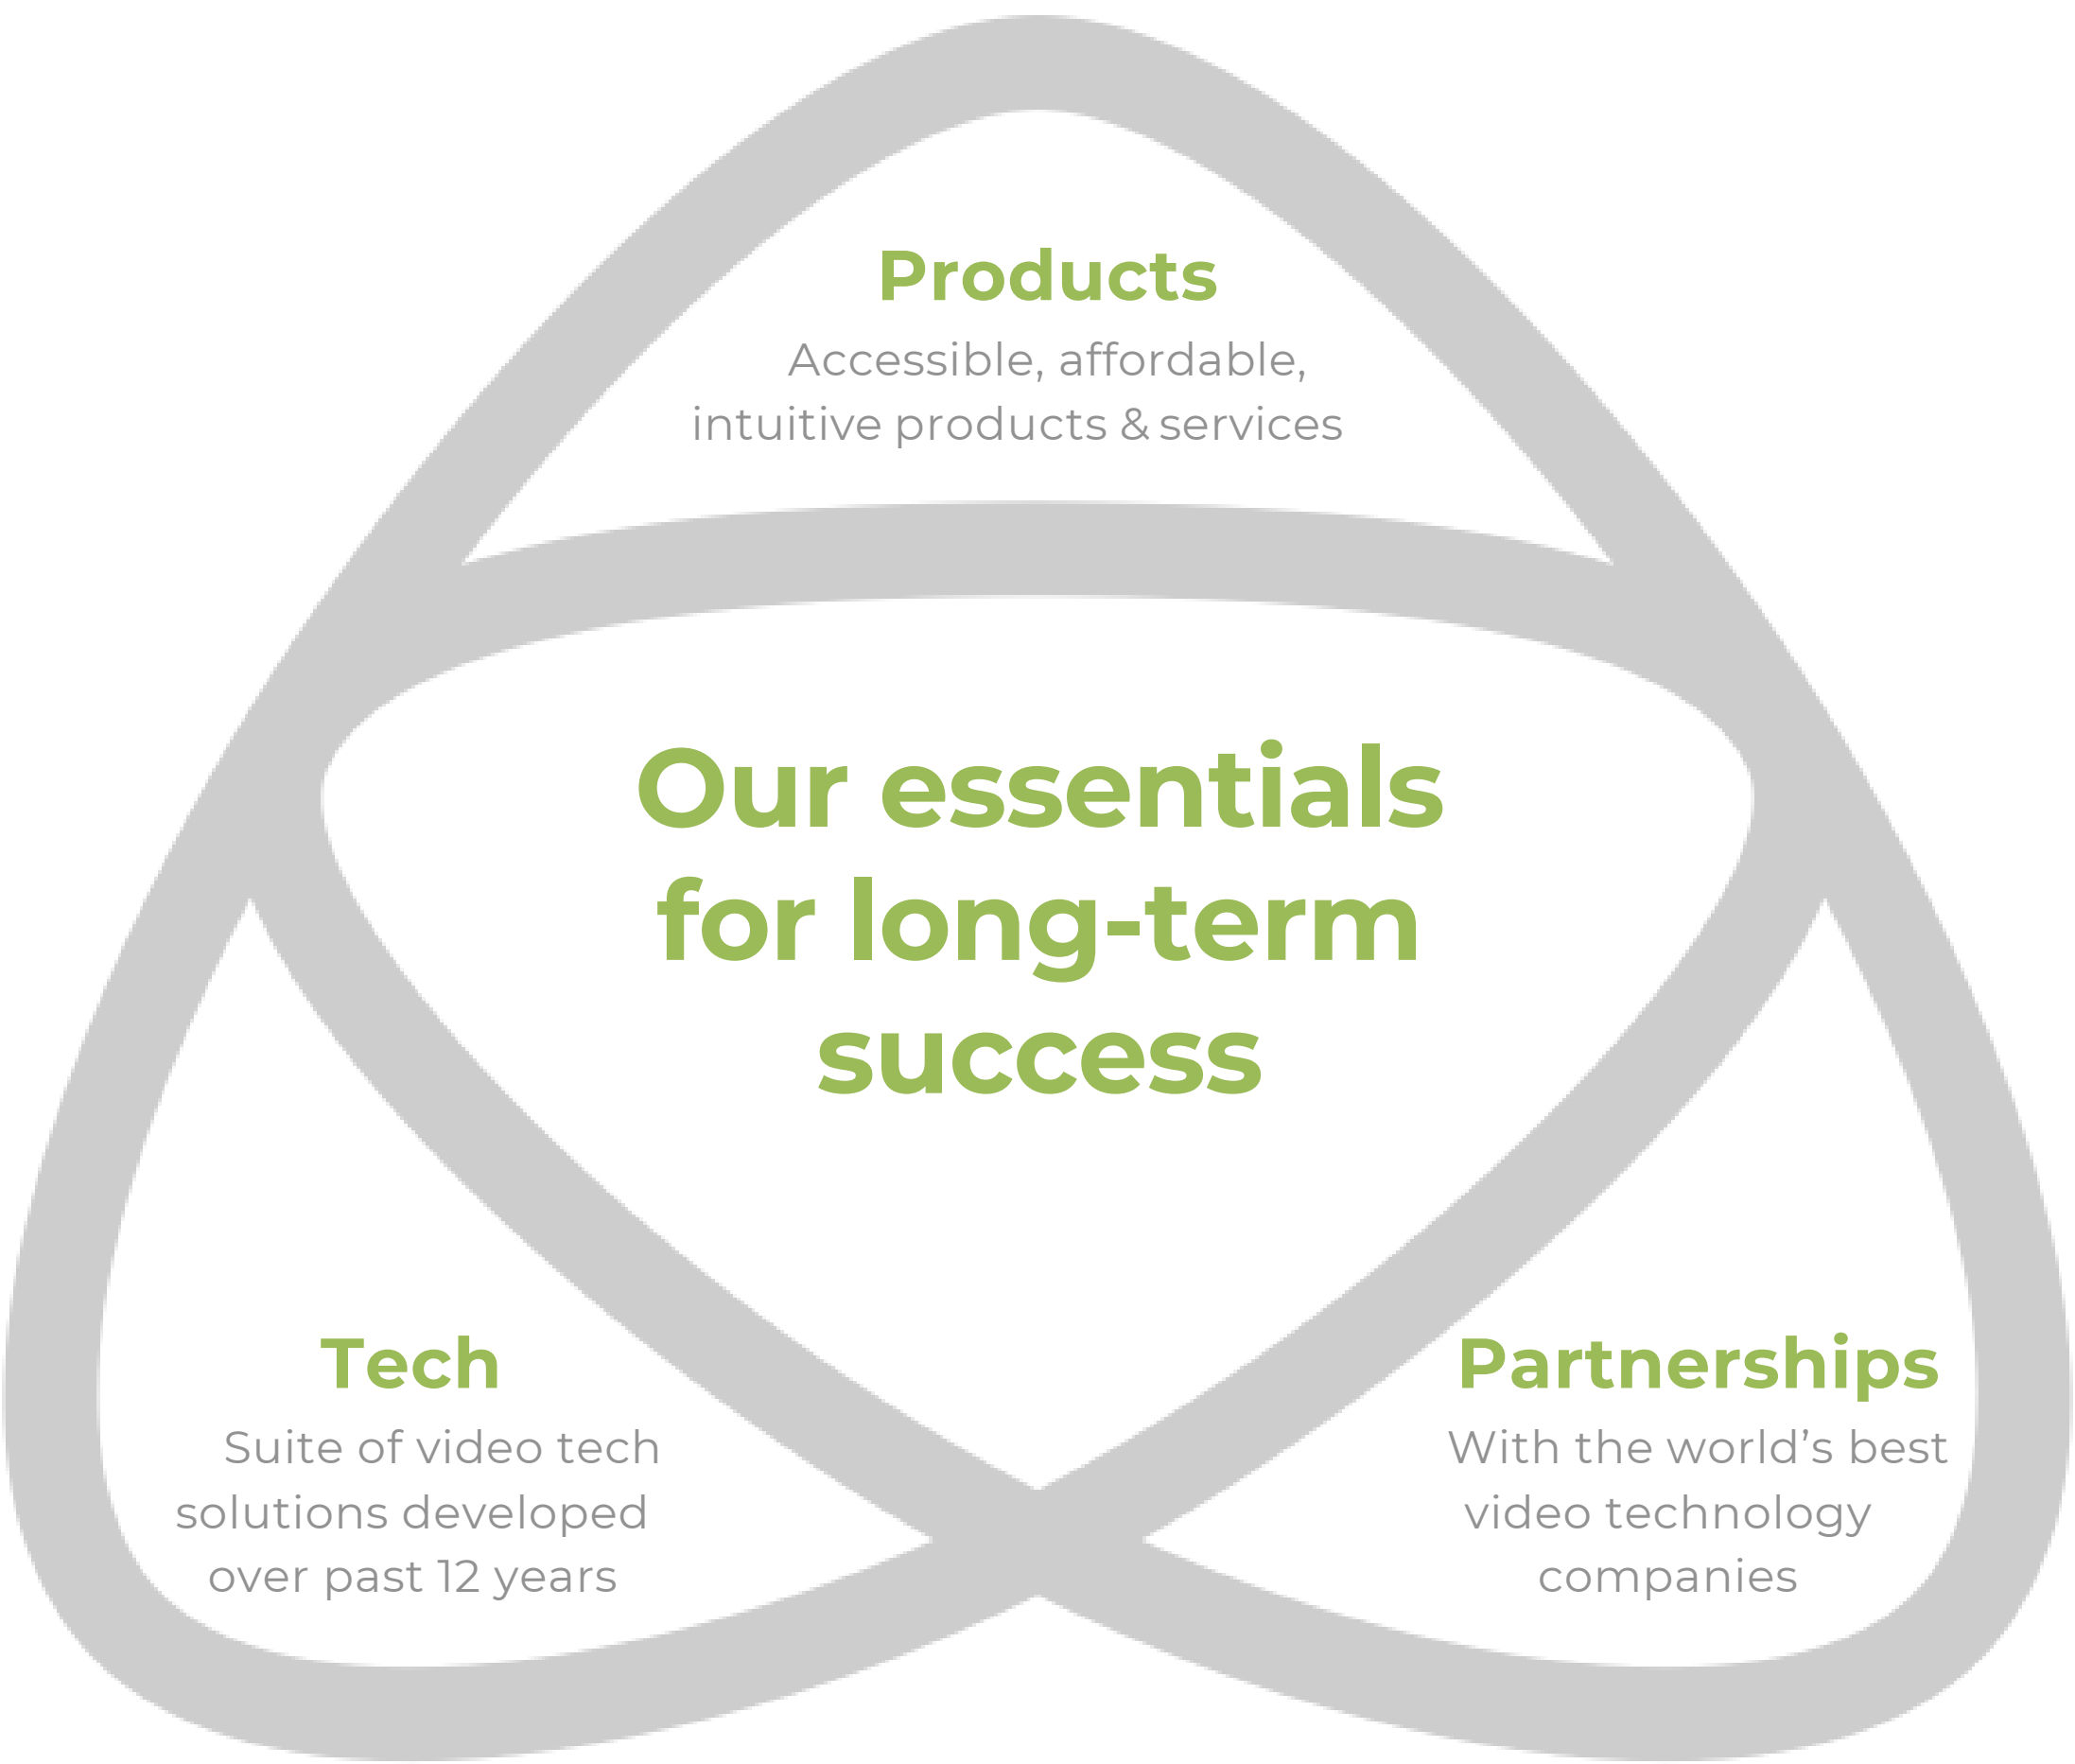 Products
Accessible, affordable,
intuitive products & services
Our essentials
for long-term
success
Tech
Suite of video tech
solutions developed
over past 12 years
Partnerships
With the world’s best
video technology
companies